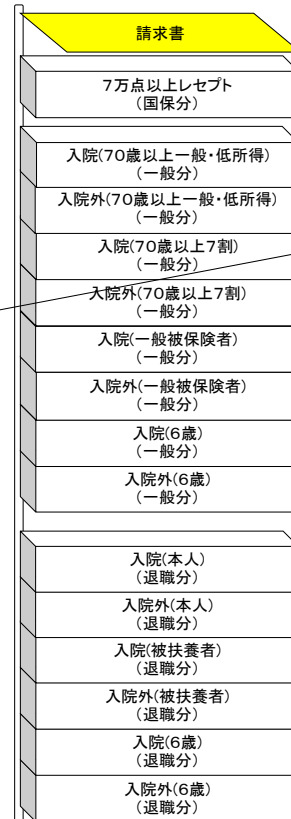 請求書
7万点以上レセプト
(国保分)
入院(70歳以上一般・低所得)
(一般分)
入院外(70歳以上一般・低所得)
(一般分)
入院(70歳以上7割)
(一般分)
入院外(70歳以上7割)
(一般分)
入院(一般被保険者)
(一般分)
入院外(一般被保険者)
(一般分)
入院(6歳)
(一般分)
入院外(6歳)
(一般分)
入院(本人)
(退職分)
入院外(本人)
(退職分)
入院(被扶養者)
(退職分)
入院外(被扶養者)
(退職分)
入院(6歳)
(退職分)
入院外(6歳)
(退職分)